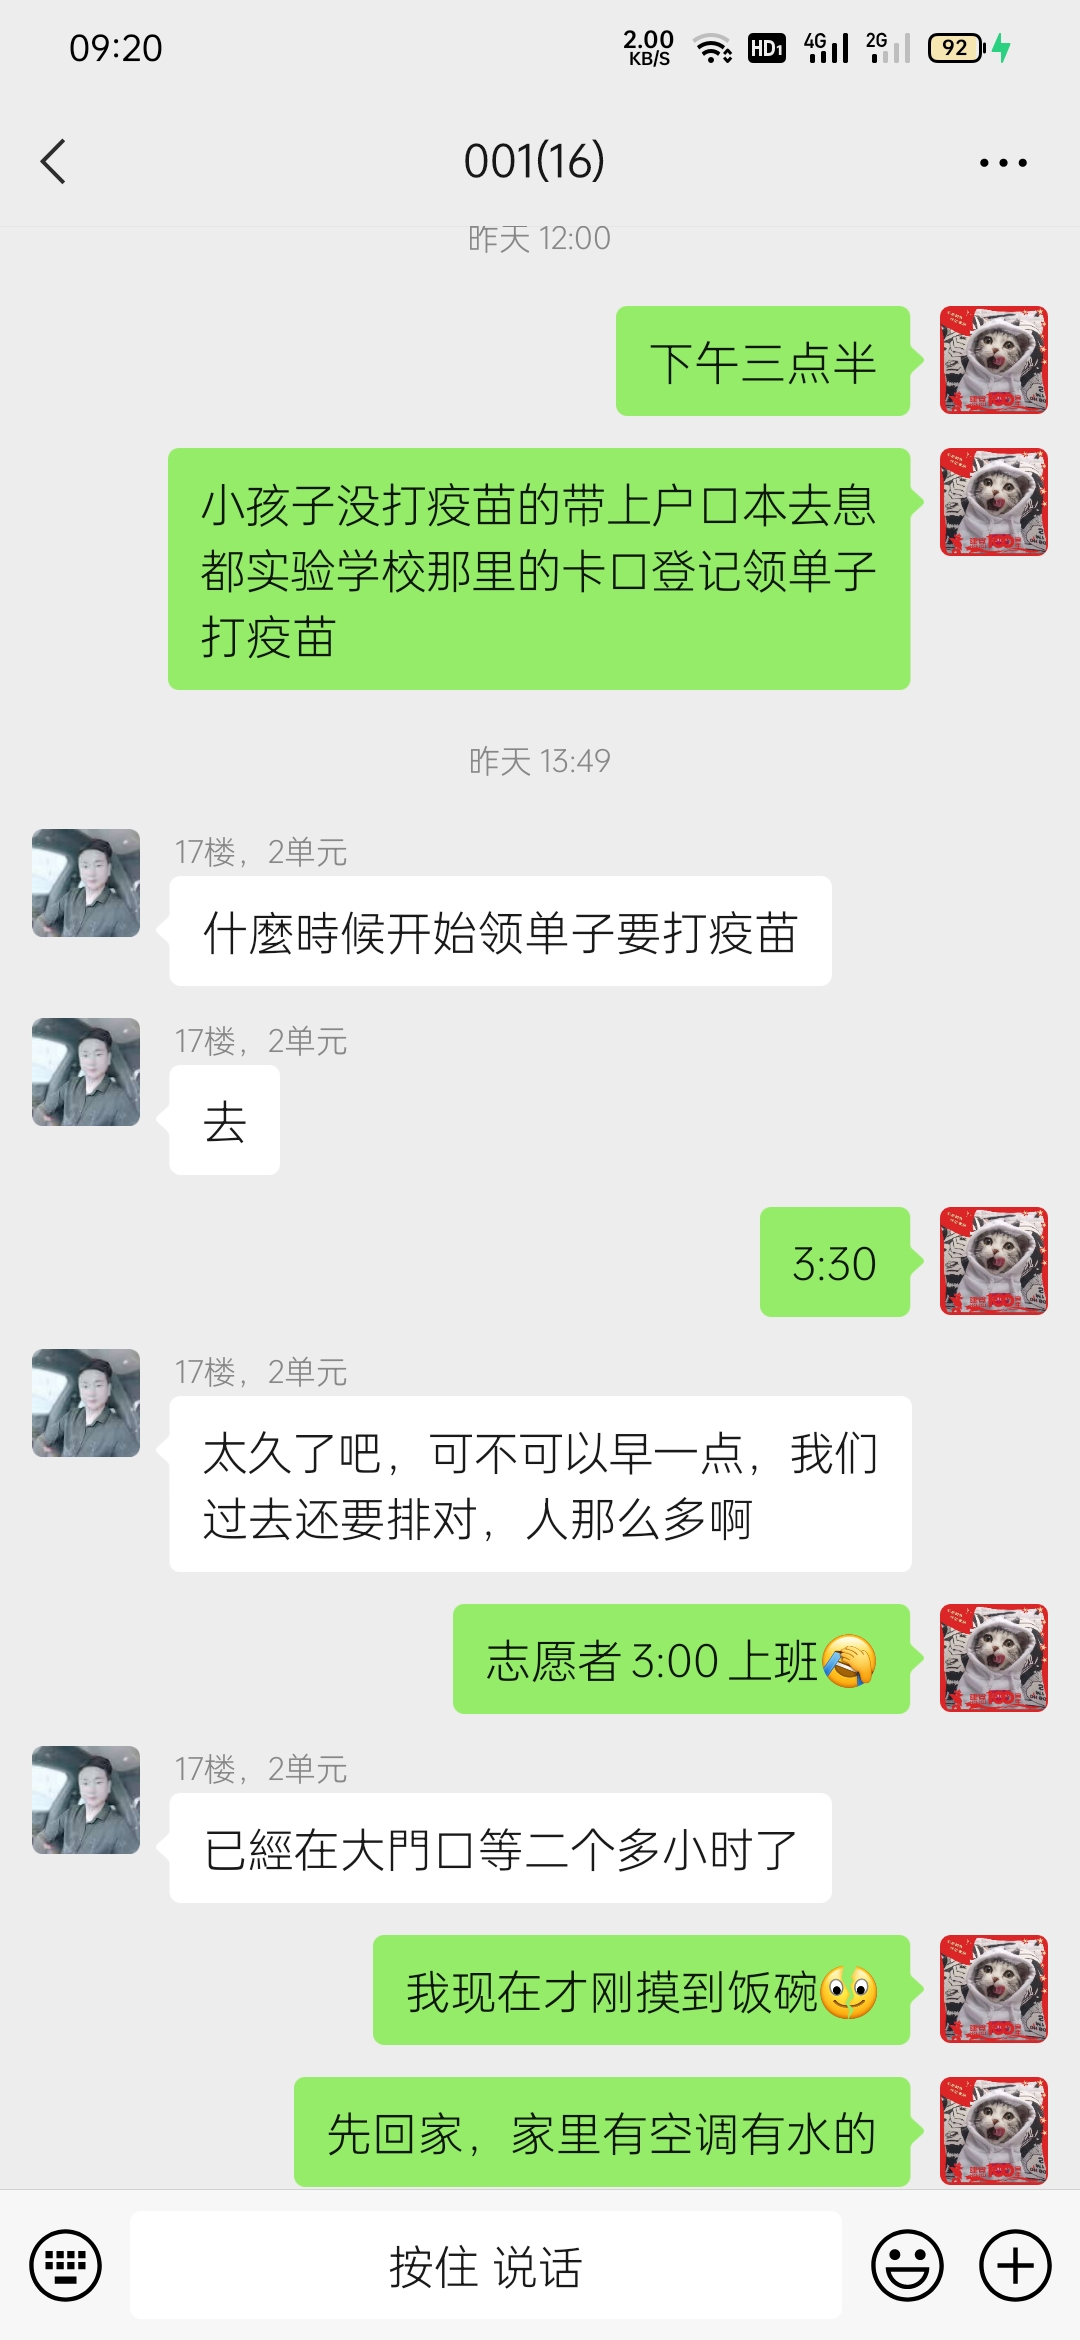 09:20
2.00
KB/S
HD1
4G
2G
92
001(16)
昨天 12:00
下午三点半
小孩子没打疫苗的带上户口本去息
都实验学校那里的卡口登记领单子
打疫苗
昨天 13:49
17楼，2单元
什麼時候开始领单子要打疫苗
17楼，2单元
去
3:30
17楼，2单元
太久了吧，可不可以早一点，我们
过去还要排对，人那么多啊
志愿者 3:00 上班
17楼，2单元
已經在大門口等二个多小时了
我现在才刚摸到饭碗
先回家，家里有空调有水的
按住 说话